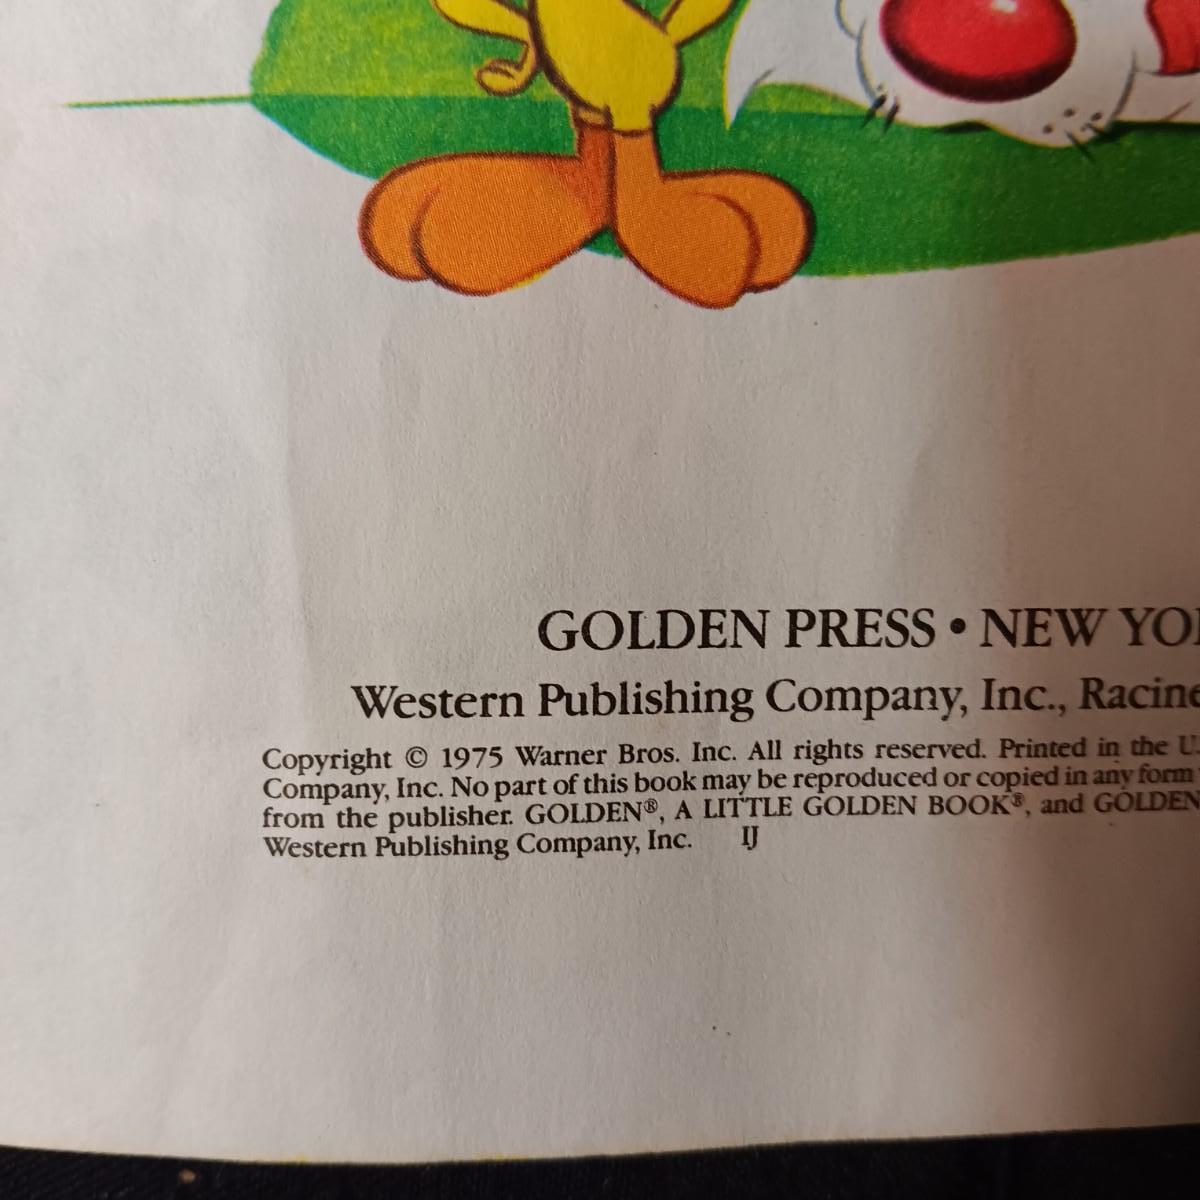 GOLDEN PRESS • NEW
Western Publishing Company, Inc., Racine
Copyright © 1975 Warner Bros. Inc. All rights reserved. Printed in the U.
Company, Inc. No part of this book may be reproduced or copied in any form
from the publisher. GOLDEN®, A LITTLE GOLDEN BOOK®, and GOLDEN
Western Publishing Company, Inc. IJ